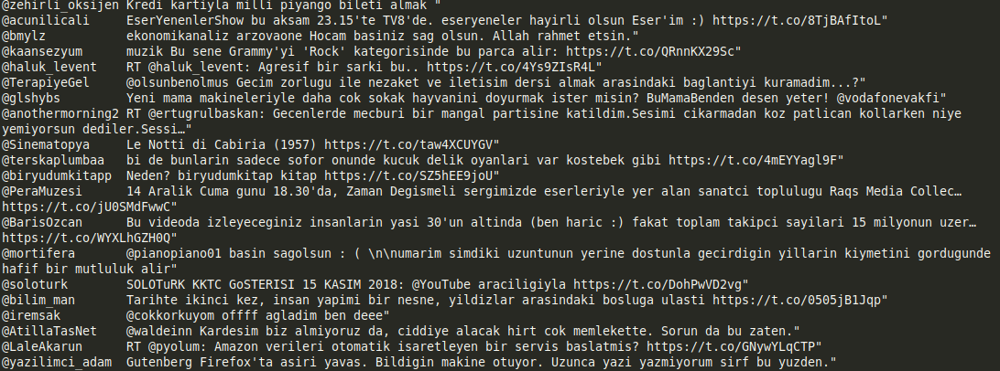 @zehirli_oksijen Kredi kartiyla milli piyango bileti almak "
@acunilicali EserYenenlerShow bu aksam 23.15'te TV8'de. eseryeneler hayirli olsun Eser'im :) https://t.co/8TjBAfItoL"
@bmylz ekonomikanaliz arzovaone Hocam basiniz sag olsun. Allah rahmet etsin."
@kaansezyum muzik Bu sene Grammy'yi 'Rock' kategorisinde bu parca alir: https://t.co/QRnnKX29Sc"
@haluk_levent RT @haluk_levent: Agresif bir sarki bu.. https://t.co/4Ys9ZIsR4L"
@TerapiyeGel @olsunbenolmus Gecim zorlugu ile nezaket ve iletisim dersi almak arasindaki baglantiyi kuramadim...?"
@glshybs Yeni mama makineleriyle daha cok sokak hayvanini doyurmak ister misin? BuMamaBenden desen yeter! @vodafonevakfi"
@anothermorning2 RT @ertugrulbaskan: Gecenlerde mecburi bir mangal partisine katildim.Sesimi cikarmadan koz patlican kollarken niye
yemiyorsun dediler.Sessi…"
@Sinematopya Le Notti di Cabiria (1957) https://t.co/taw4XCUYGV"
@terskaplumbaa bi de bunlarin sadece sofor onunde kucuk delik oyanlari var kostebek gibi https://t.co/4mEYYagl9F"
@biryudumkitapp Neden? biryudumkitap kitap https://t.co/SZ5hEE9joU"
@PeraMuzesi 14 Aralik Cuma gunu 18.30'da, Zaman Degismeli sergimizde eserleriyle yer alan sanatci toplulugu Raqs Media Collec…
https://t.co/jU0SMdFwwC"
@BarisOzcan Bu videoda izleyeceginiz insanlarin yasi 30'un altinda (ben haric :) fakat toplam takipci sayilari 15 milyonun uzer…
https://t.co/WYXLhGZH0Q"
@mortifera @pianopiano01 basin sagolsun : ( \n\numarim simdiki uzuntunun yerine dostunla gecirdigin yillarin kiymetini gordugunde
hafif bir mutluluk alir"
@soloturk SOLOTuRK KKTC GoSTERISI 15 KASIM 2018: @YouTube araciligiyla https://t.co/DohPwVD2vg"
@bilim_man Tarihte ikinci kez, insan yapimi bir nesne, yildizlar arasindaki bosluga ulasti https://t.co/0505jB1Jqp"
@iremsak @cokkorkuyom offff agladim ben deee"
@AtillaTasNet @waldeinn Kardesim biz almiyoruz da, ciddiye alacak hirt cok memlekette. Sorun da bu zaten."
@LaleAkarun RT @pyolum: Amazon verileri otomatik isaretleyen bir servis baslatmis? https://t.co/GNywYLqCTP"
@yazilimci_adam Gutenberg Firefox'ta asiri yavas. Bildigin makine otuyor. Uzunca yazi yazmiyorum sirf bu yuzden."